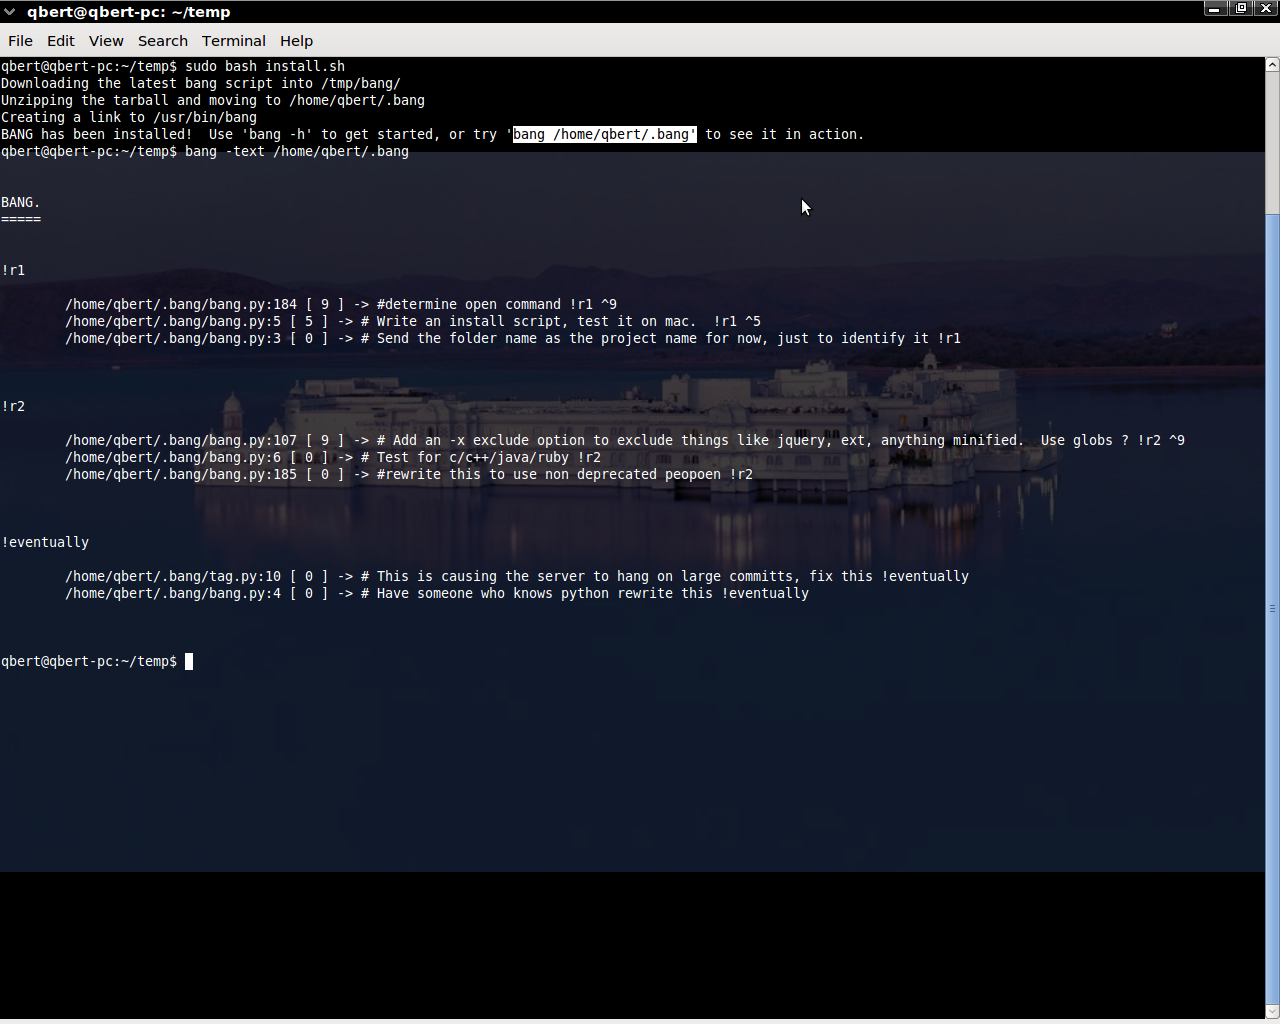 qbert@qbert-pc: ~/temp
File Edit View Search Terminal Help
qbert@qbert-pc:~/temp$ sudo bash install.sh
Downloading the latest bang script into /tmp/bang/
Unzipping the tarball and moving to /home/qbert/.bang
Creating a link to /usr/bin/bang
BANG has been installed!  Use 'bang -h' to get started, or try 'bang /home/qbert/.bang' to see it in action.
qbert@qbert-pc:~/temp$ bang -text /home/qbert/.bang
BANG.
=====
!r1
/home/qbert/.bang/bang.py:184 [ 9 ] -> #determine open command !r1 ^9
/home/qbert/.bang/bang.py:5 [ 5 ] -> # Write an install script, test it on mac.  !r1 ^5
/home/qbert/.bang/bang.py:3 [ 0 ] -> # Send the folder name as the project name for now, just to identify it !r1
!r2
/home/qbert/.bang/bang.py:107 [ 9 ] -> # Add an -x exclude option to exclude things like jquery, ext, anything minified.  Use globs ? !r2 ^9
/home/qbert/.bang/bang.py:6 [ 0 ] -> # Test for c/c++/java/ruby !r2
/home/qbert/.bang/bang.py:185 [ 0 ] -> #rewrite this to use non deprecated peopoen !r2
!eventually
/home/qbert/.bang/tag.py:10 [ 0 ] -> # This is causing the server to hang on large committs, fix this !eventually
/home/qbert/.bang/bang.py:4 [ 0 ] -> # Have someone who knows python rewrite this !eventually
qbert@qbert-pc:~/temp$